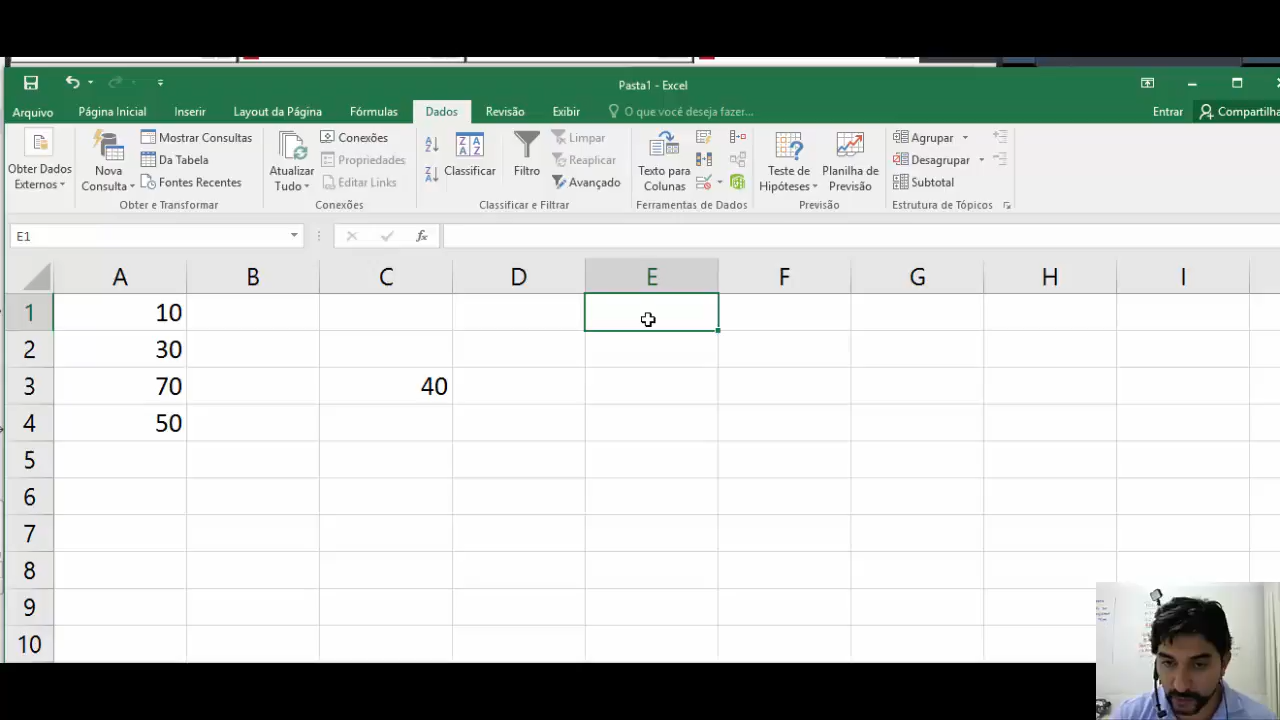 Pasta1 - Excel
Arquivo Página Inicial Inserir Layout da Página Fórmulas Dados Revisão Exibir O que você deseja fazer... Entrar Compartilha
Obter Dados Externos
Nova Consulta
Mostrar Consultas
Da Tabela
Fontes Recentes
Obter e Transformar
Atualizar Tudo
Conexões
Propriedades
Editar Links
Conexões
Classificar
Filtro
Limpar
Reaplicar
Avançado
Classificar e Filtrar
Texto para Colunas
Ferramentas de Dados
Teste de Hipóteses
Planilha de Previsão
Previsão
Agrupar
Desagrupar
Subtotal
Estrutura de Tópicos
E1 fx
A B C D E F G H I
1 10
2 30
3 70 40
4 50
5
6
7
8
9
10